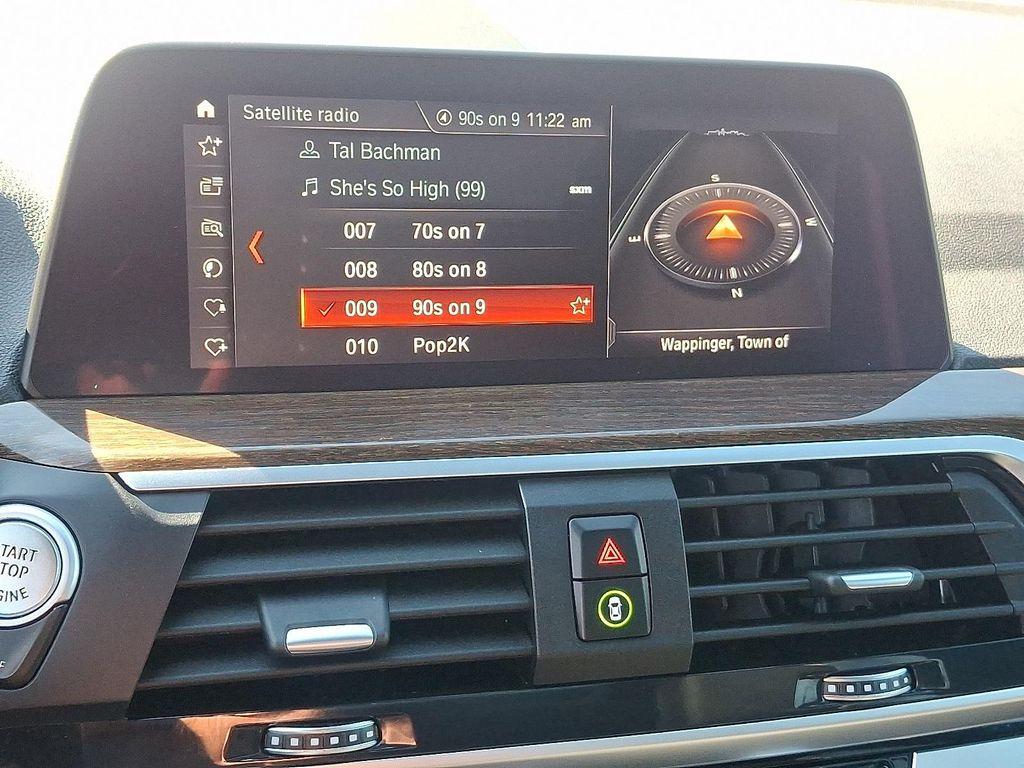 Satellite radio
90s on 9 11:22 am
Tal Bachman
She's So High (99)
sxm
007 70s on 7
008 80s on 8
009 90s on 9
010 Pop2K
S
E
W
N
Wappinger, Town of
START
STOP
ENGINE